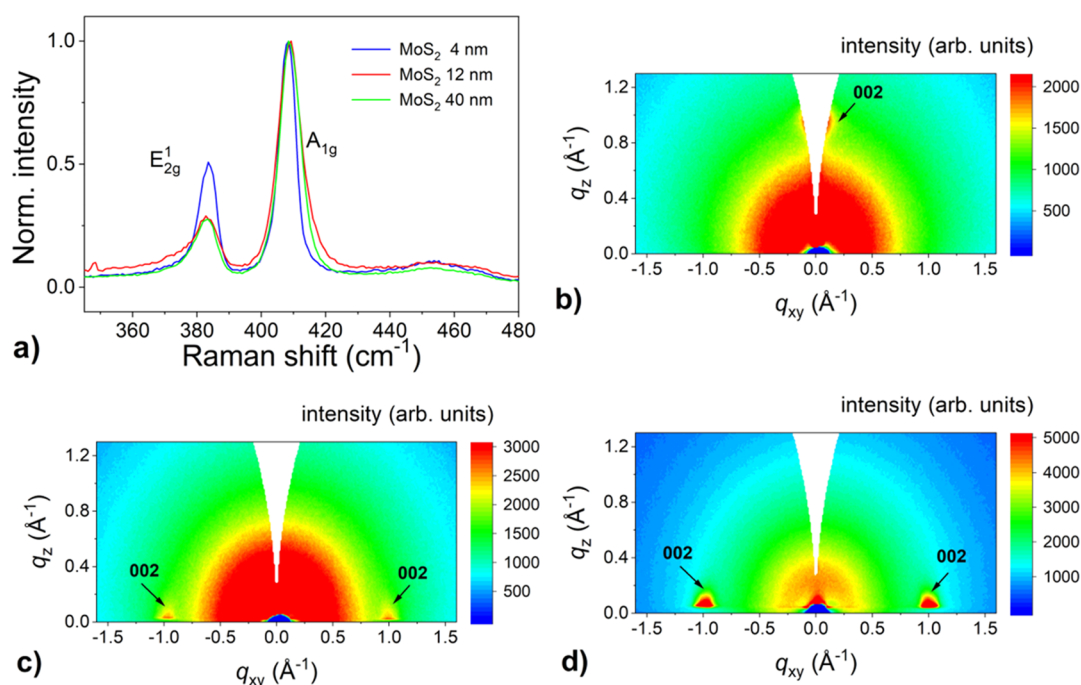 Norm. intensity
1.0
0.5
0.0
E¹₂g
A₁g
MoS₂ 4 nm
MoS₂ 12 nm
MoS₂ 40 nm
360 380 400 420 440 460 480
Raman shift (cm⁻¹)
a)
intensity (arb. units)
qz (Å⁻¹)
1.2
0.8
0.4
0.0
002
-1.5 -1.0 -0.5 0.0 0.5 1.0 1.5
qxy (Å⁻¹)
2000
1500
1000
500
b)
intensity (arb. units)
qz (Å⁻¹)
1.2
0.8
0.4
0.0
002
002
-1.5 -1.0 -0.5 0.0 0.5 1.0 1.5
qxy (Å⁻¹)
3000
2500
2000
1500
1000
500
c)
intensity (arb. units)
qz (Å⁻¹)
1.2
0.8
0.4
0.0
002
002
-1.5 -1.0 -0.5 0.0 0.5 1.0 1.5
qxy (Å⁻¹)
5000
4000
3000
2000
1000
d)